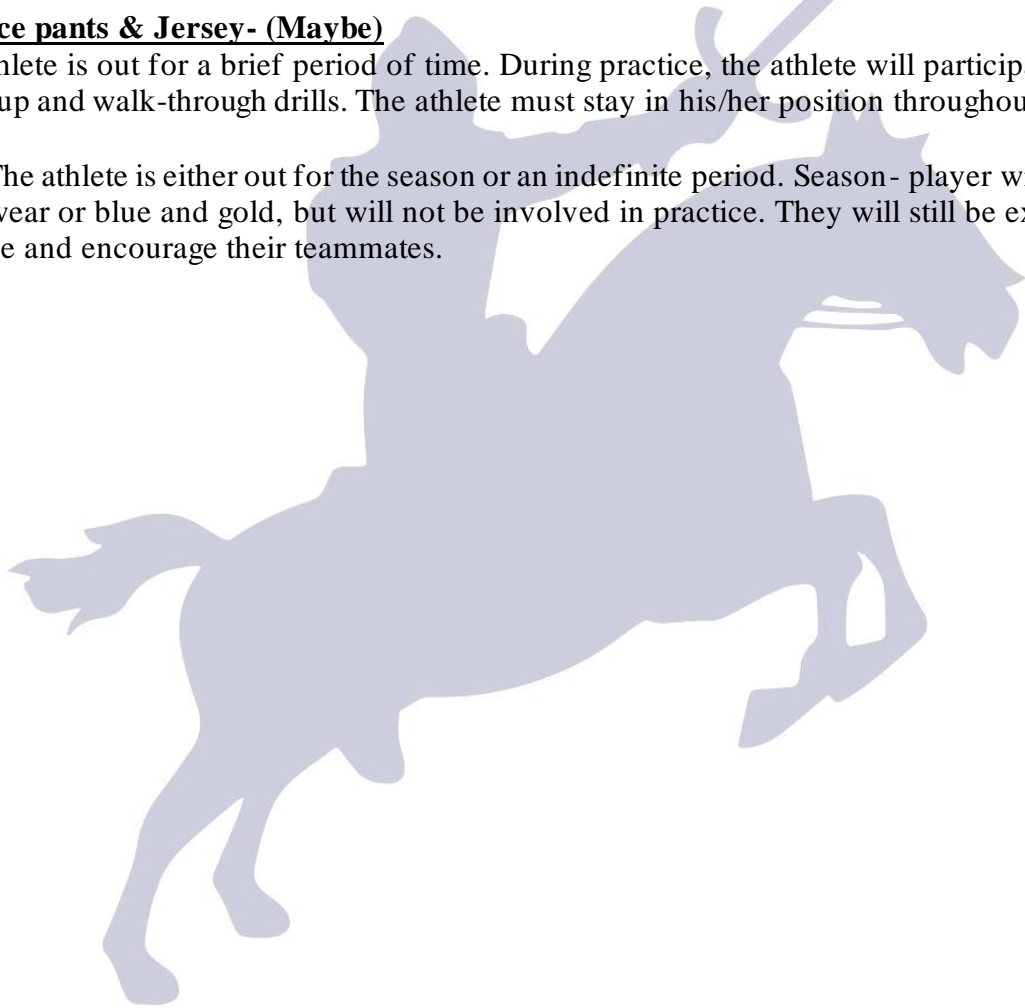 ce pants & Jersey- (Maybe)
hlete is out for a brief period of time. During practice, the athlete will particip
up and walk-through drills. The athlete must stay in his/her position throughou
The athlete is either out for the season or an indefinite period. Season- player w
wear or blue and gold, but will not be involved in practice. They will still be ex
e and encourage their teammates.